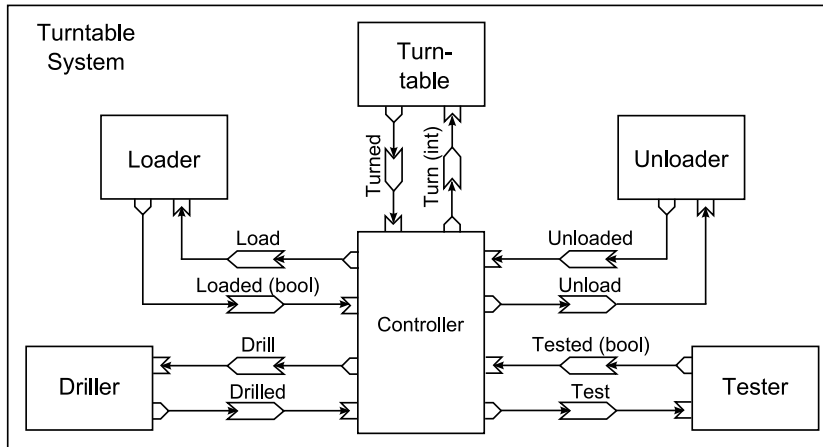 Turntable
System
Turn-
table
Loader
Unloader
Turned
Turn (int)
Load
Unloaded
Loaded (bool)
Unload
Controller
Drill
Tested (bool)
Driller
Drilled
Test
Tester